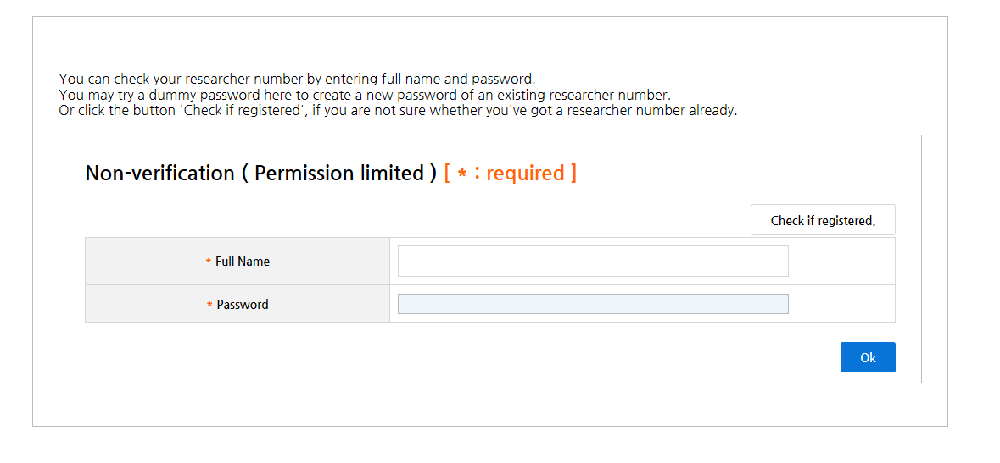 You can check your researcher number by entering full name and password.
You may try a dummy password here to create a new password of an existing researcher number.
Or click the button 'Check if registered', if you are not sure whether you've got a researcher number already.
Non-verification ( Permission limited ) [ * : required ]
Check if registered.
* Full Name
* Password
Ok